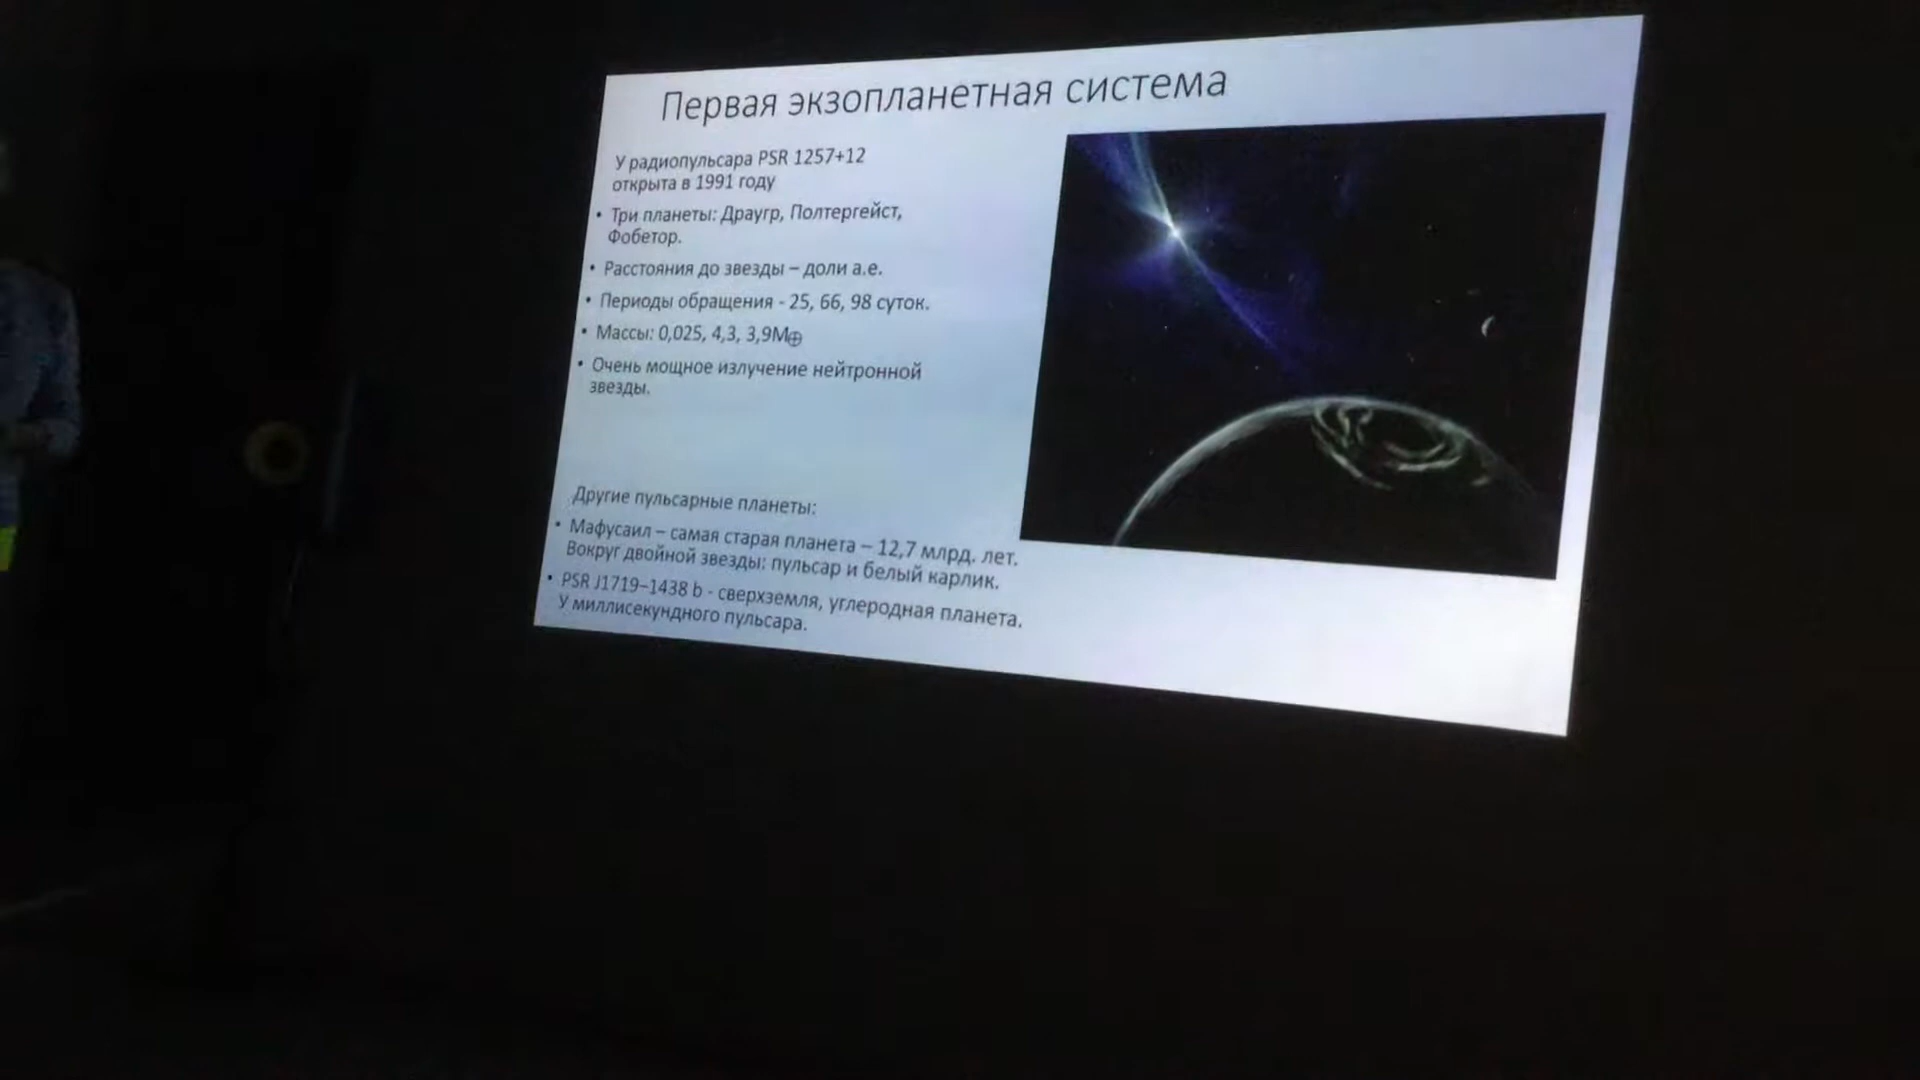 Первая экзопланетная система
У радиопульсара PSR 1257+12
открыта в 1991 году
• Три планеты: Драугр, Полтергейст,
Фобетор.
• Расстояния до звезды – доли а.е.
• Периоды обращения - 25, 66, 98 суток.
• Массы: 0,025, 4,3, 3,9M⊕
• Очень мощное излучение нейтронной
звезды.
Другие пульсарные планеты:
• Мафусаил – самая старая планета – 12,7 млрд. лет.
Вокруг двойной звезды: пульсар и белый карлик.
• PSR J1719–1438 b - сверхземля, углеродная планета.
У миллисекундного пульсара.